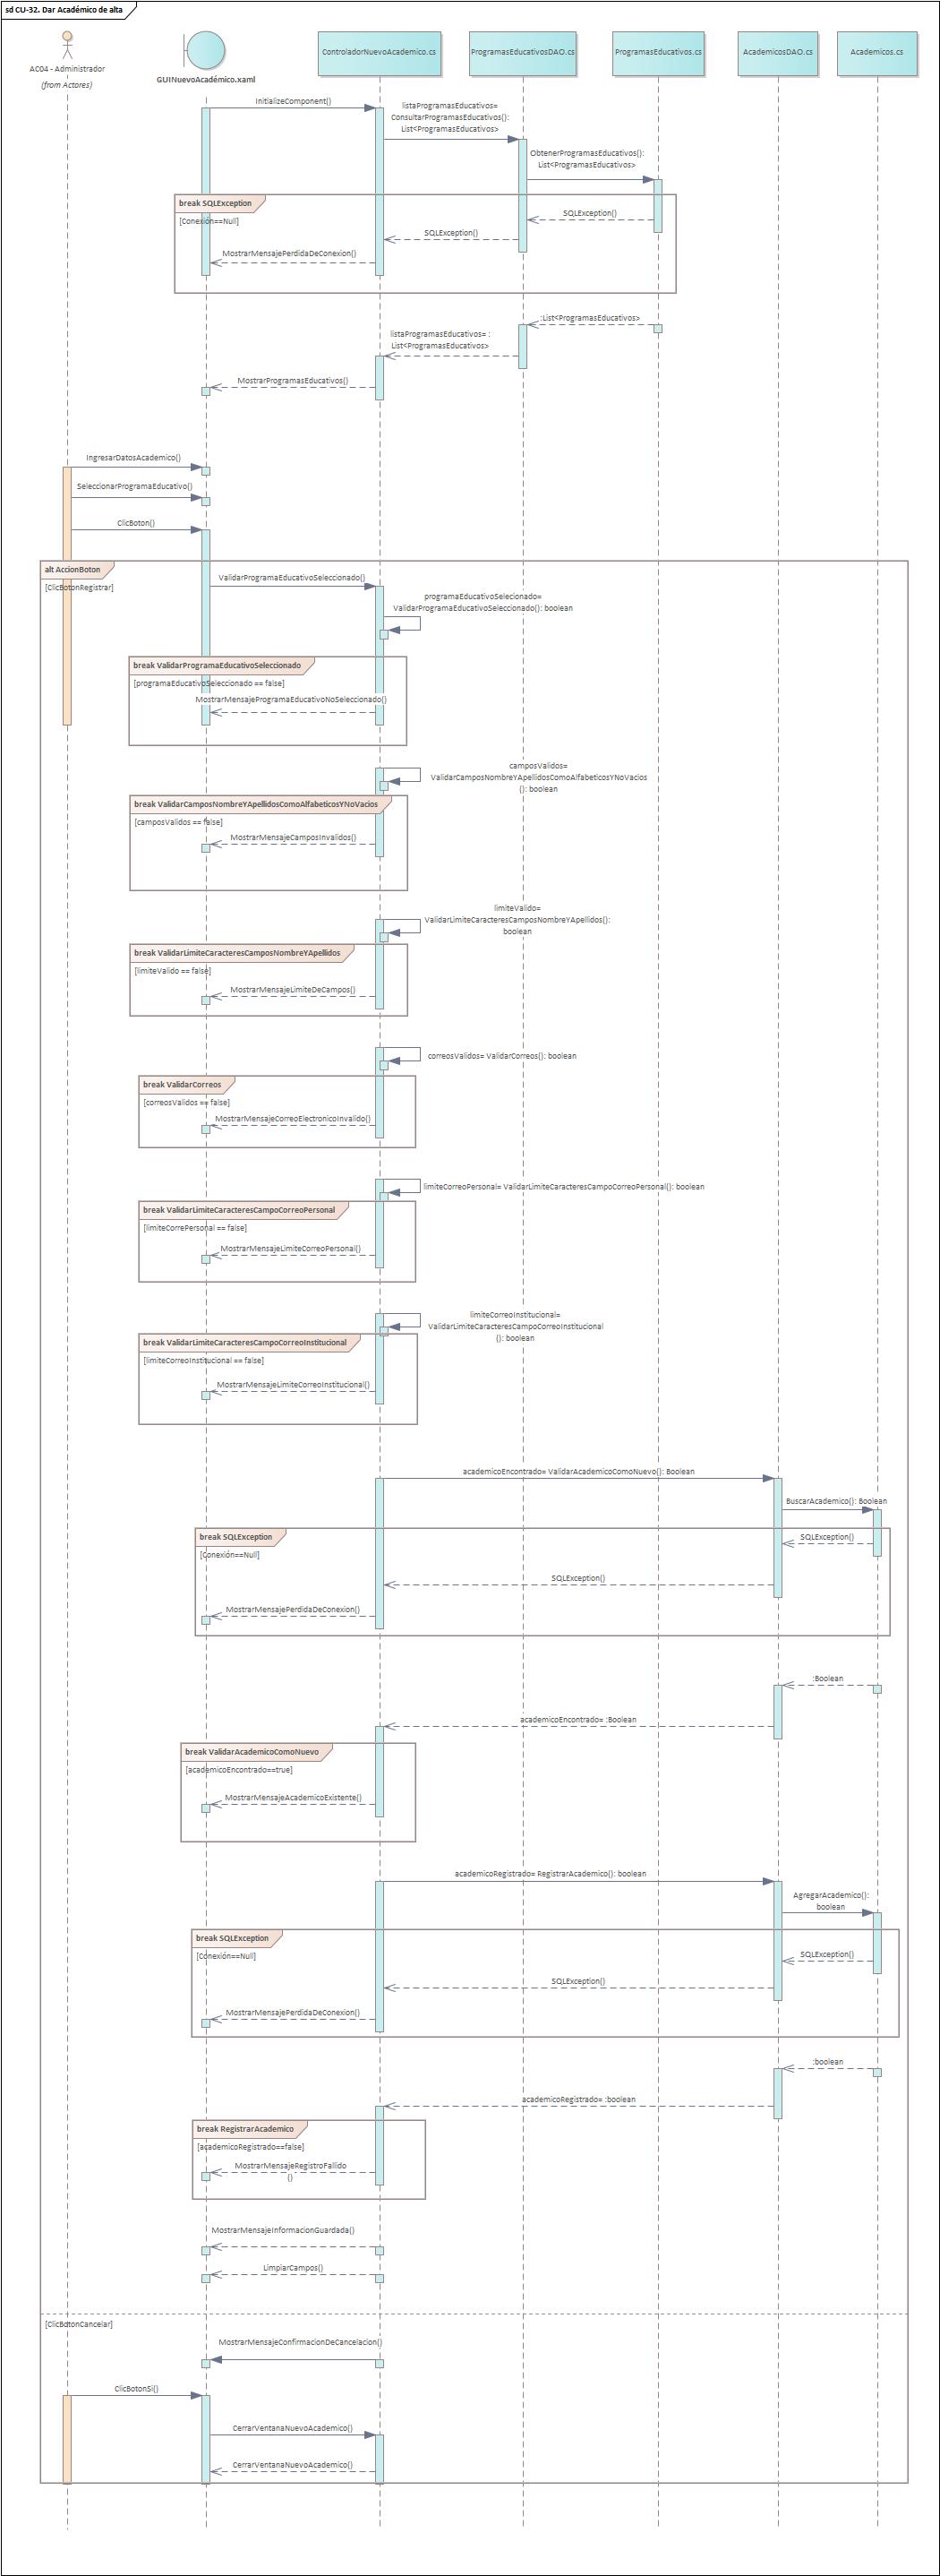 sd CU-32. Dar Académico de alta
AC04 - Administrador
(from Actores)
GUINuevoAcadémico.xaml
ControladorNuevoAcademico.cs
ProgramasEducativosDAO.cs
ProgramasEducativos.cs
AcademicosDAO.cs
Academicos.cs
InitializeComponent()
listaProgramasEducativos=
ConsultarProgramasEducativos():
List<ProgramasEducativos>
ObtenerProgramasEducativos():
List<ProgramasEducativos>
break SQLException
[Conexión==Null]
SQLException()
SQLException()
MostrarMensajePerdidaDeConexion()
:List<ProgramasEducativos>
listaProgramasEducativos= :
List<ProgramasEducativos>
MostrarProgramasEducativos()
IngresarDatosAcademico()
SeleccionarProgramaEducativo()
ClicBoton()
alt AccionBoton
[ClicBotonRegistrar]
ValidarProgramaEducativoSeleccionado()
programaEducativoSelecionado=
ValidarProgramaEducativoSeleccionado(): boolean
break ValidarProgramaEducativoSeleccionado
[programaEducativoSeleccionado == false]
MostrarMensajeProgramaEducativoNoSeleccionado()
camposValidos=
ValidarCamposNombreYApellidosComoAlfabeticosYNoVacios
(): boolean
break ValidarCamposNombreYApellidosComoAlfabeticosYNoVacios
[camposValidos == false]
MostrarMensajeCamposInvalidos()
limiteValido=
ValidarLimiteCaracteresCamposNombreYApellidos():
boolean
break ValidarLimiteCaracteresCamposNombreYApellidos
[limiteValido == false]
MostrarMensajeLimiteDeCampos()
correosValidos= ValidarCorreos(): boolean
break ValidarCorreos
[correosValidos == false]
MostrarMensajeCorreoElectronicoInvalido()
limiteCorreoPersonal= ValidarLimiteCaracteresCampoCorreoPersonal(): boolean
break ValidarLimiteCaracteresCampoCorreoPersonal
[limiteCorrePersonal == false]
MostrarMensajeLimiteCorreoPersonal()
limiteCorreoInstitucional=
ValidarLimiteCaracteresCampoCorreoInstitucional
(): boolean
break ValidarLimiteCaracteresCampoCorreoInstitucional
[limiteCorreoInstitucional == false]
MostrarMensajeLimiteCorreoInstitucional()
academicoEncontrado= ValidarAcademicoComoNuevo(): Boolean
BuscarAcademico(): Boolean
break SQLException
[Conexión==Null]
SQLException()
SQLException()
MostrarMensajePerdidaDeConexion()
:Boolean
academicoEncontrado= :Boolean
break ValidarAcademicoComoNuevo
[academicoEncontrado==true]
MostrarMensajeAcademicoExistente()
academicoRegistrado= RegistrarAcademico(): boolean
AgregarAcademico():
boolean
break SQLException
[Conexión==Null]
SQLException()
SQLException()
MostrarMensajePerdidaDeConexion()
:boolean
academicoRegistrado= :boolean
break RegistrarAcademico
[academicoRegistrado==false]
MostrarMensajeRegistroFallido
()
MostrarMensajeInformacionGuardada()
LimpiarCampos()
[ClicBotonCancelar]
MostrarMensajeConfirmacionDeCancelacion()
ClicBotonSi()
CerrarVentanaNuevoAcademico()
CerrarVentanaNuevoAcademico()